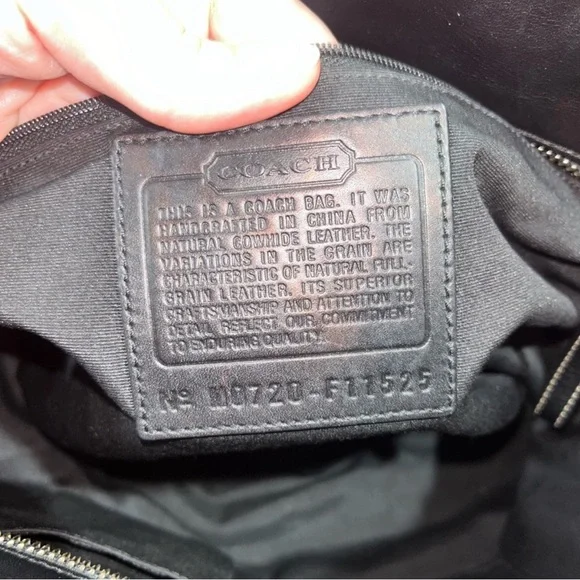 COACH
THIS IS A COACH BAG. IT WAS
HANDCRAFTED IN CHINA FROM
NATURAL COWHIDE LEATHER. THE
VARIATIONS IN THE GRAIN ARE
CHARACTERISTIC OF NATURAL FULL
GRAIN LEATHER. ITS SUPERIOR
CRAFTSMANSHIP AND ATTENTION TO
DETAIL REFLECT OUR COMMITMENT
TO ENDURING QUALITY.
Nº M0720-F11525